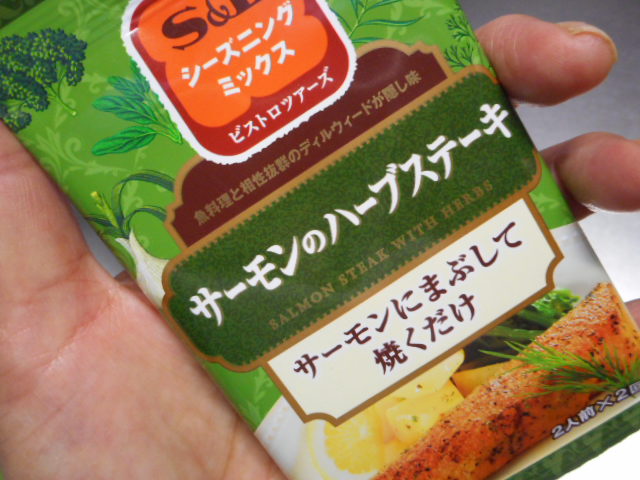 S&B
シーズニング
ミックス
ビストロツアーズ
魚料理と相性抜群のディルウィードが隠し味
サーモンのハーブステーキ
SALMON STEAK WITH HERBS
サーモンにまぶして
焼くだけ
2人前×2回